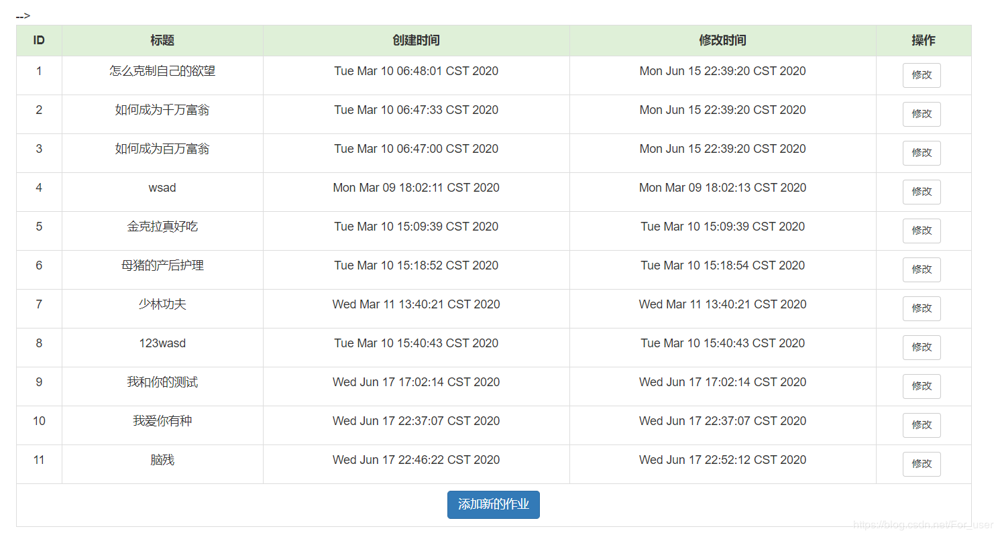 -->
ID 标题 创建时间 修改时间 操作
1 怎么克制自己的欲望 Tue Mar 10 06:48:01 CST 2020 Mon Jun 15 22:39:20 CST 2020 修改
2 如何成为千万富翁 Tue Mar 10 06:47:33 CST 2020 Mon Jun 15 22:39:20 CST 2020 修改
3 如何成为百万富翁 Tue Mar 10 06:47:00 CST 2020 Mon Jun 15 22:39:20 CST 2020 修改
4 wsad Mon Mar 09 18:02:11 CST 2020 Mon Mar 09 18:02:13 CST 2020 修改
5 金克拉真好吃 Tue Mar 10 15:09:39 CST 2020 Tue Mar 10 15:09:39 CST 2020 修改
6 母猪的产后护理 Tue Mar 10 15:18:52 CST 2020 Tue Mar 10 15:18:54 CST 2020 修改
7 少林功夫 Wed Mar 11 13:40:21 CST 2020 Wed Mar 11 13:40:21 CST 2020 修改
8 123wasd Tue Mar 10 15:40:43 CST 2020 Tue Mar 10 15:40:43 CST 2020 修改
9 我和你的测试 Wed Jun 17 17:02:14 CST 2020 Wed Jun 17 17:02:14 CST 2020 修改
10 我爱你有种 Wed Jun 17 22:37:07 CST 2020 Wed Jun 17 22:37:07 CST 2020 修改
11 脑残 Wed Jun 17 22:46:22 CST 2020 Wed Jun 17 22:52:12 CST 2020 修改
添加新的作业
https://blog.csdn.net/For_user